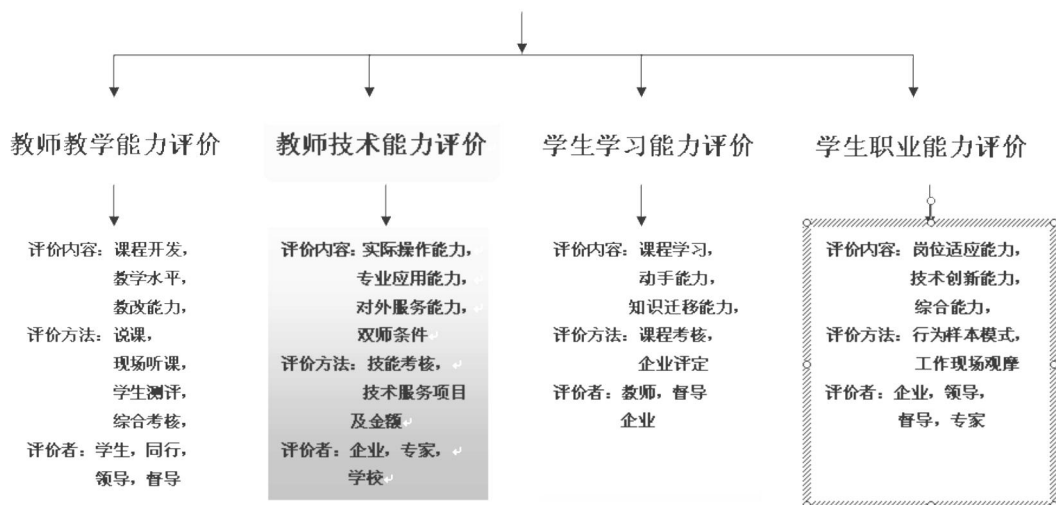 教师教学能力评价
教师技术能力评价
学生学习能力评价
学生职业能力评价
评价内容：课程开发，
教学水平，
教改能力，
评价方法：说课，
现场听课，
学生测评，
综合考核，
评价者：学生，同行，
领导，督导
评价内容：实际操作能力，
专业应用能力，
对外服务能力，
双师条件
评价方法：技能考核，
技术服务项目
及金额
评价者：企业，专家，
学校
评价内容：课程学习，
动手能力，
知识迁移能力，
评价方法：课程考核，
企业评定
评价者：教师，督导
企业
评价内容：岗位适应能力，
技术创新能力，
综合能力，
评价方法：行为样本模式，
工作现场观摩
评价者：企业，领导，
督导，专家